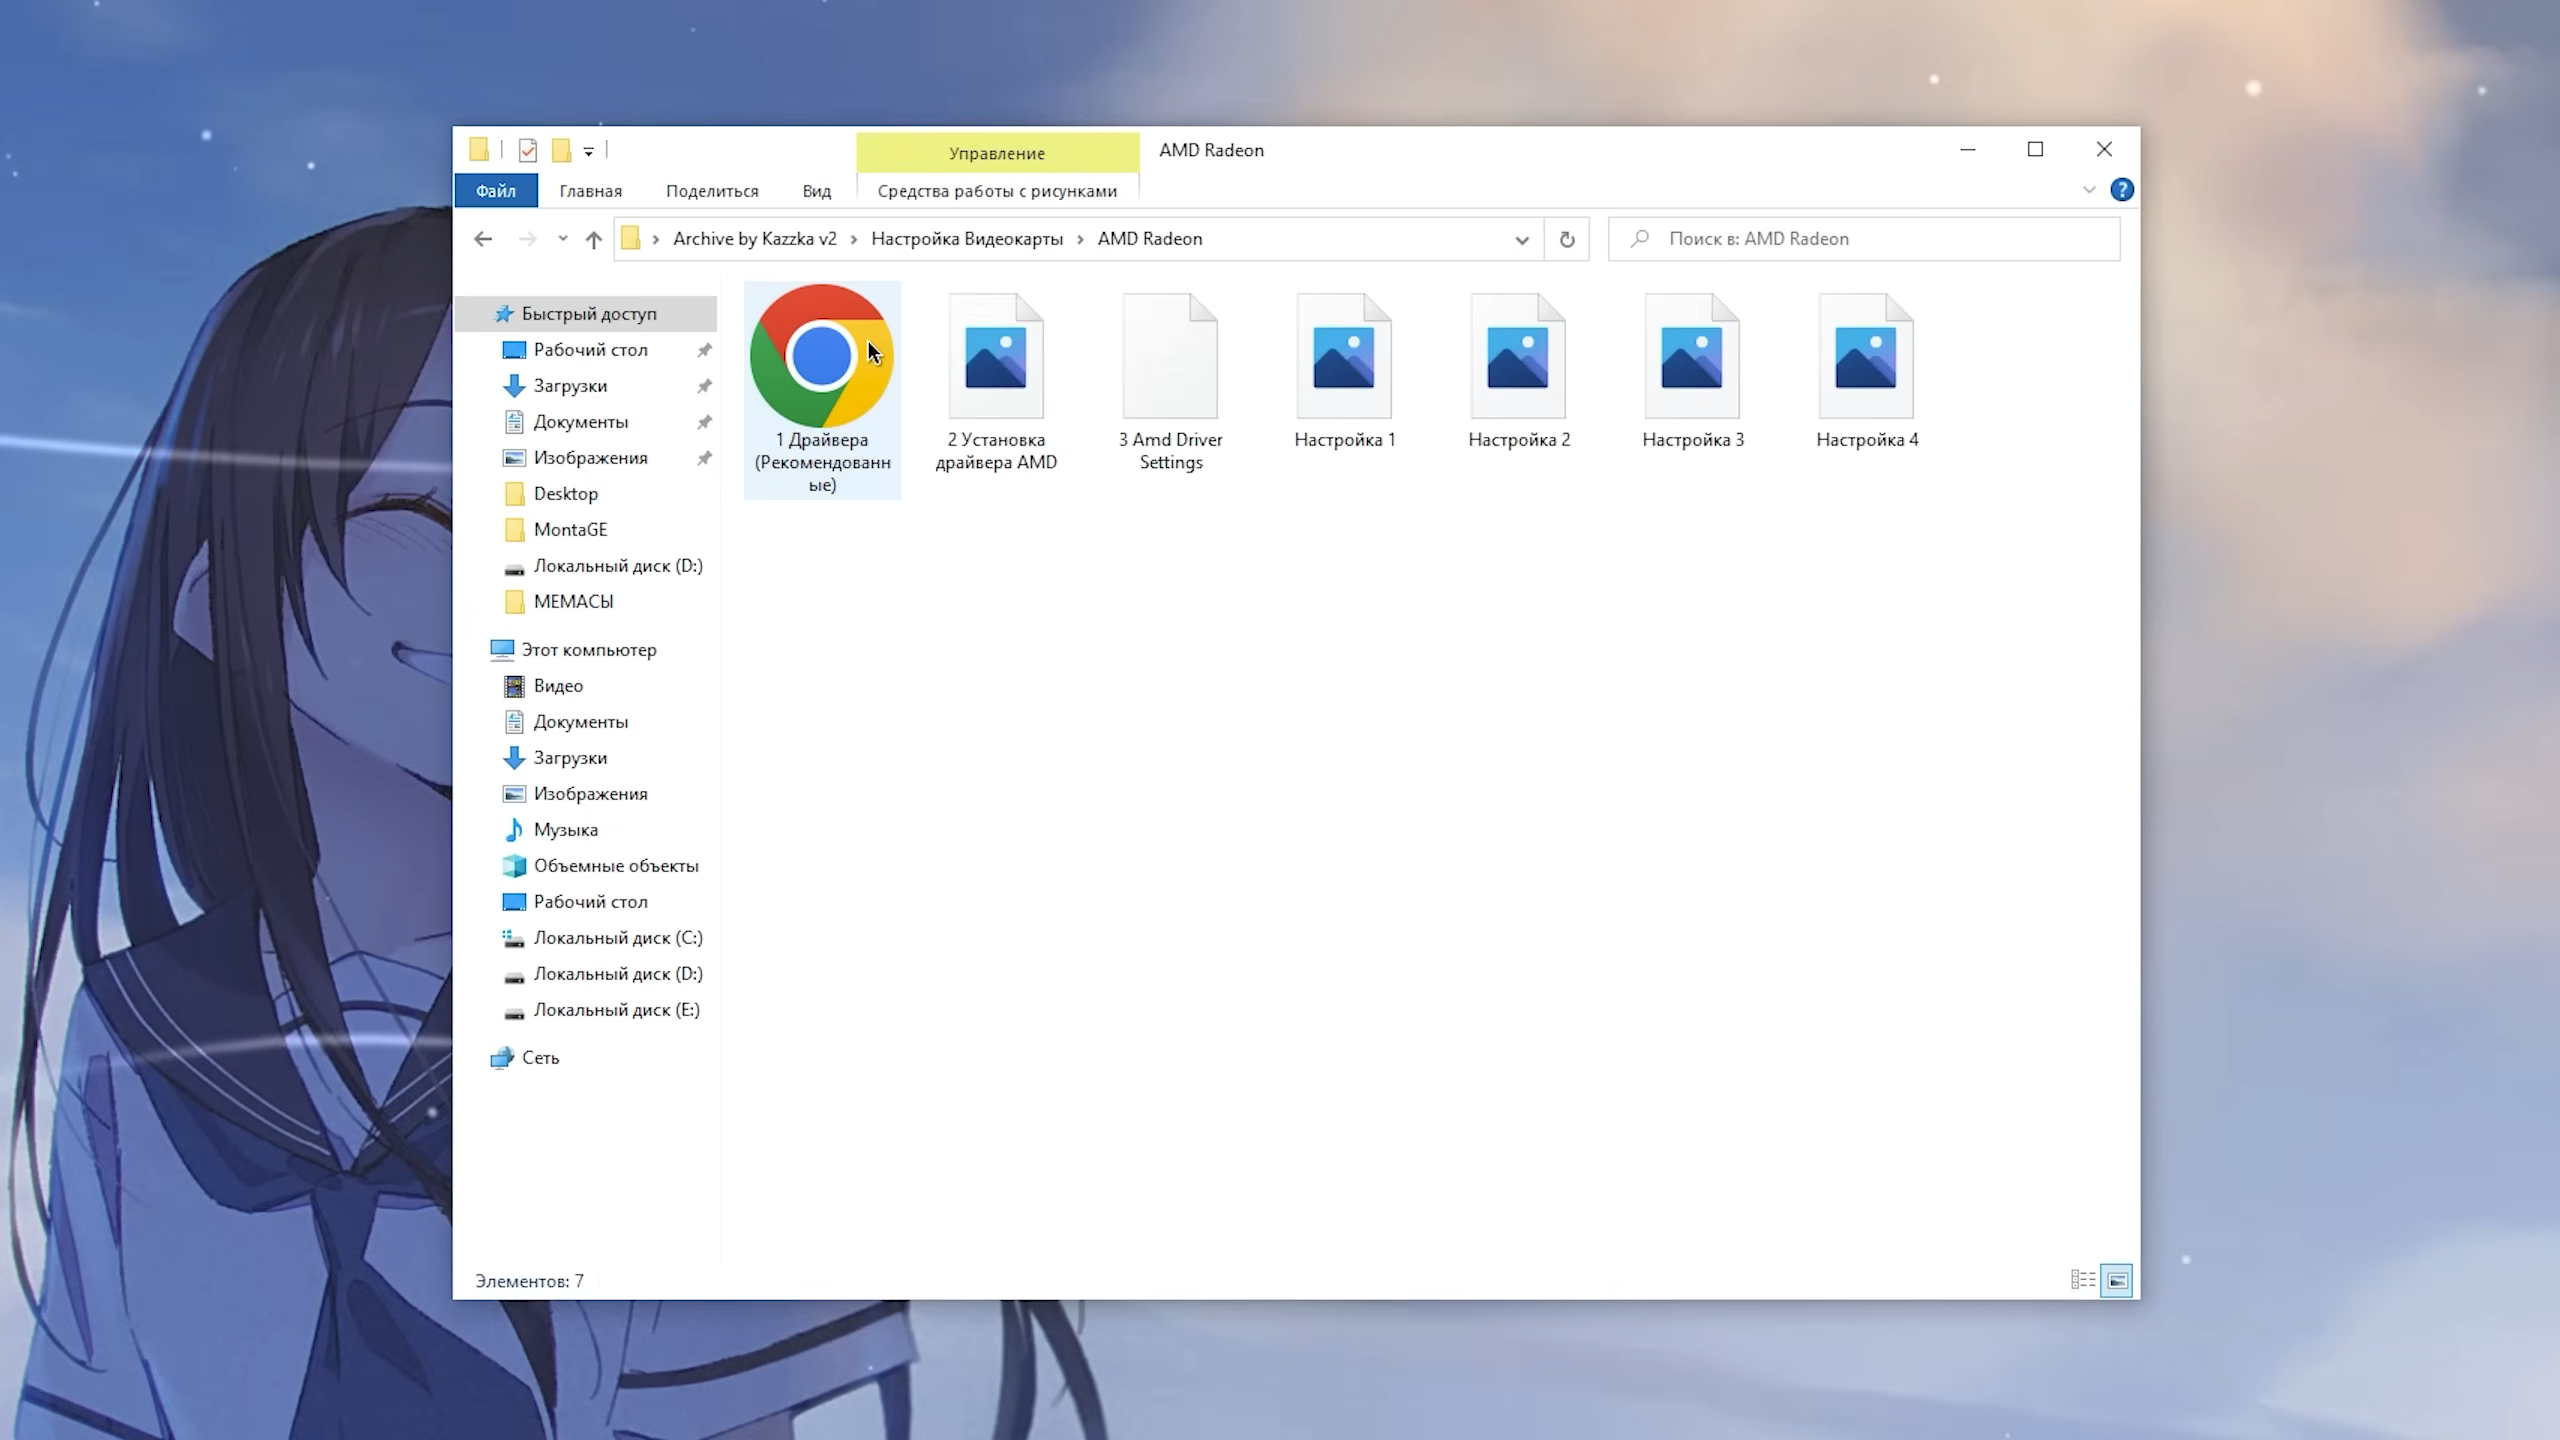 Управление
AMD Radeon
Файл
Главная
Поделиться
Вид
Средства работы с рисунками
Archive by Kazzka v2
Настройка Видеокарты
AMD Radeon
Поиск в: AMD Radeon
Быстрый доступ
Рабочий стол
Загрузки
Документы
Изображения
Desktop
MontaGE
Локальный диск (D:)
МЕМАСЫ
Этот компьютер
Видео
Документы
Загрузки
Изображения
Музыка
Объемные объекты
Рабочий стол
Локальный диск (C:)
Локальный диск (D:)
Локальный диск (E:)
Сеть
1 Драйвера
(Рекомендованн
ые)
2 Установка
драйвера AMD
3 Amd Driver
Settings
Настройка 1
Настройка 2
Настройка 3
Настройка 4
Элементов: 7